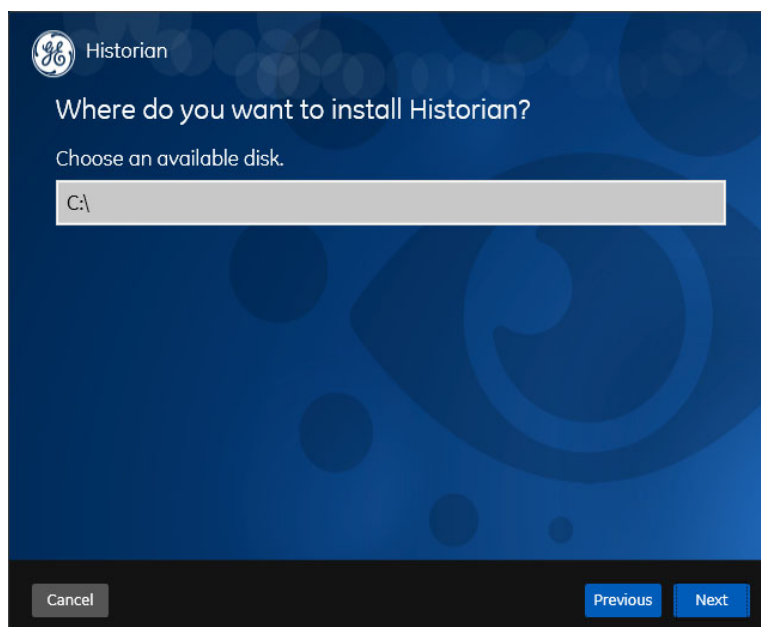 Historian
Where do you want to install Historian?
Choose an available disk.
C:\
Cancel
Previous
Next